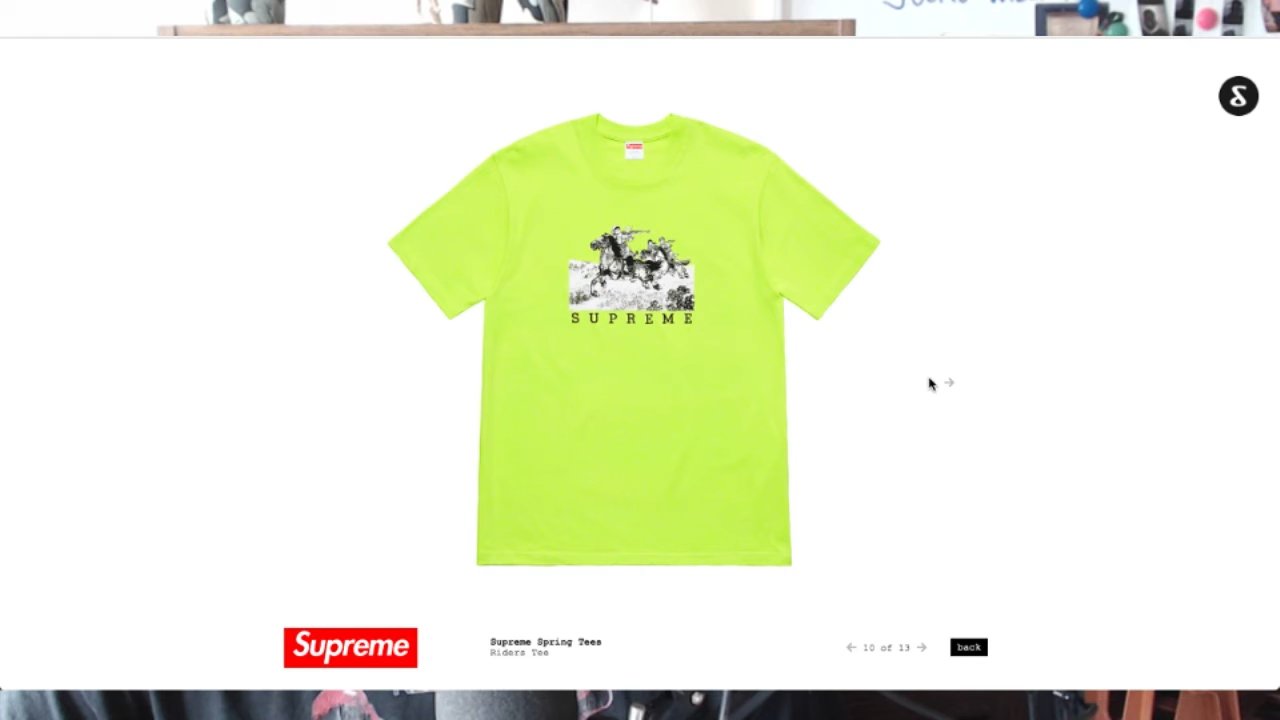 SUPREME
Supreme
Supreme Spring Tees
Riders Tee
← 10 of 13 →
back